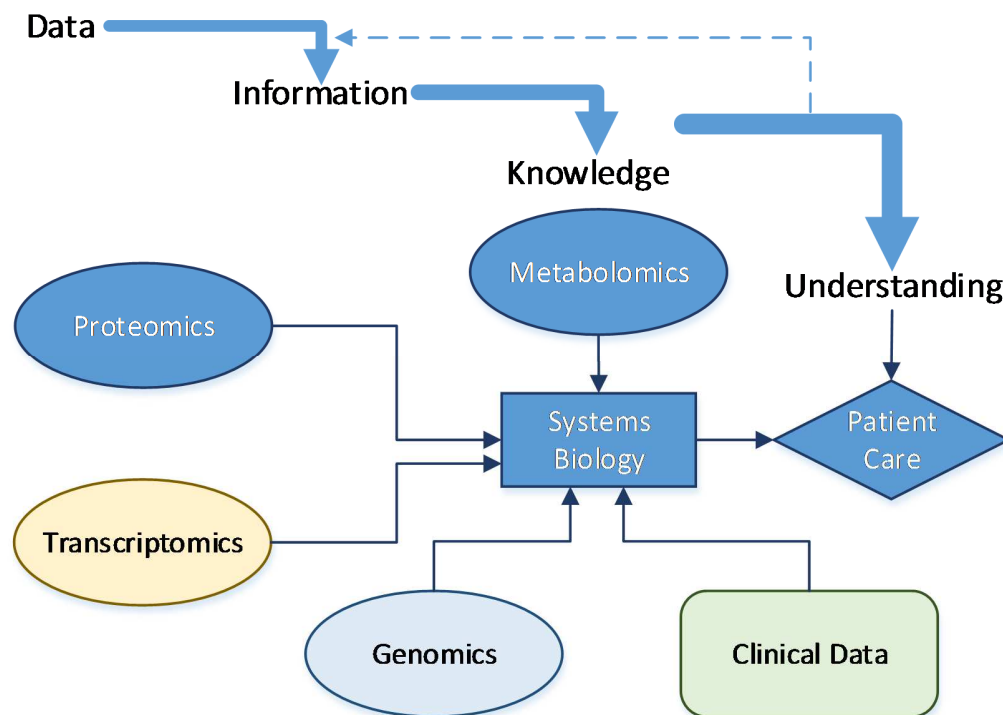 Data
Information
Knowledge
Metabolomics
Understanding
Proteomics
Systems
Biology
Patient
Care
Transcriptomics
Genomics
Clinical Data